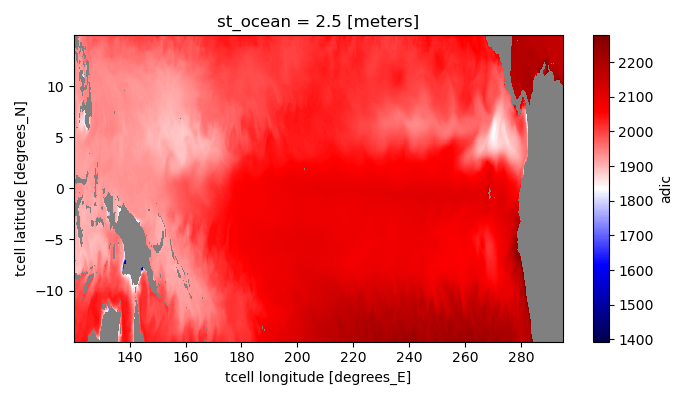 st_ocean = 2.5 [meters]
10
5
0
−5
−10
tcell latitude [degrees_N]
140 160 180 200 220 240 260 280
tcell longitude [degrees_E]
2200
2100
2000
1900
1800
1700
1600
1500
1400
adic